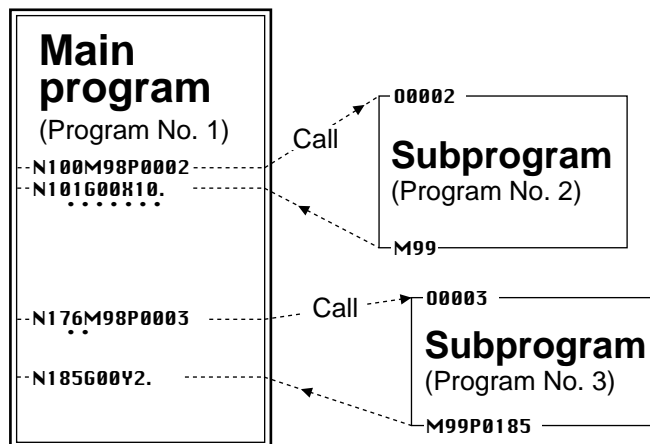 Main
program
(Program No. 1)
N100M98P0002
N101G00X10.
N176M98P0003
N185G00Y2.
Call
O0002
Subprogram
(Program No. 2)
M99
Call
O0003
Subprogram
(Program No. 3)
M99P0185